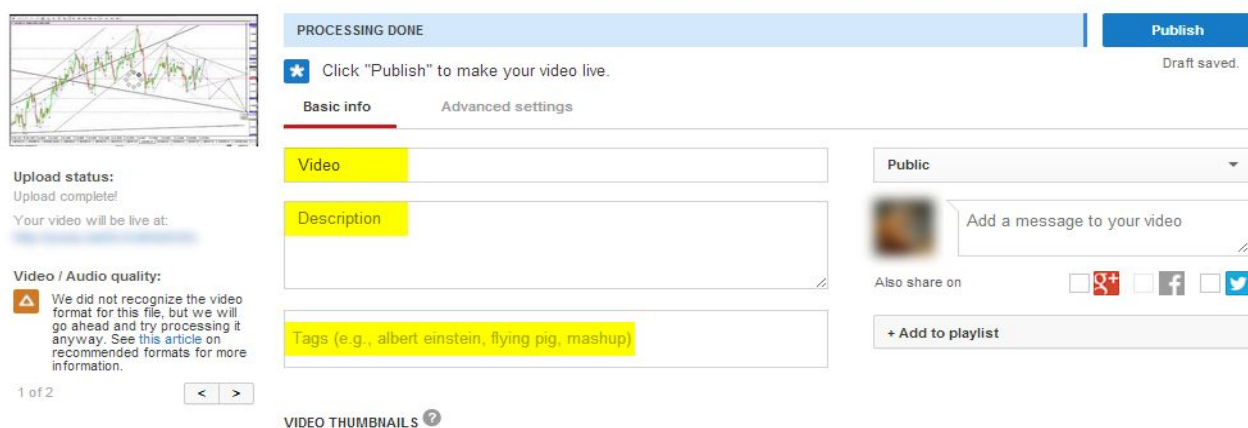 PROCESSING DONE
Publish
Click "Publish" to make your video live.
Draft saved.
Basic info
Advanced settings
Video
Public
Upload status:
Upload complete!
Your video will be live at:
Description
Add a message to your video
Video / Audio quality:
We did not recognize the video
format for this file, but we will
go ahead and try processing it
anyway. See this article on
recommended formats for more
information.
Also share on
g+
f
Tags (e.g., albert einstein, flying pig, mashup)
+ Add to playlist
1 of 2
<
>
VIDEO THUMBNAILS ?